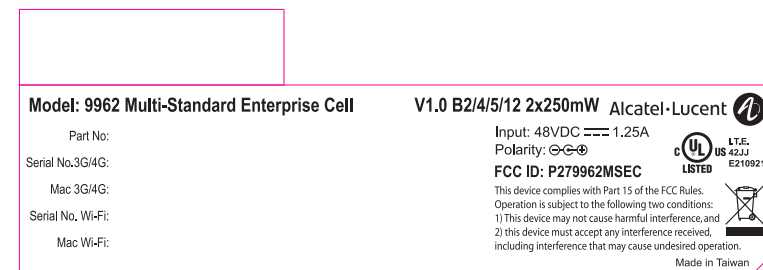 Model: 9962 Multi-Standard Enterprise Cell
V1.0 B2/4/5/12 2x250mW Alcatel·Lucent
Part No:
Serial No.3G/4G:
Mac 3G/4G:
Serial No. Wi-Fi:
Mac Wi-Fi:
Input: 48VDC 1.25A
Polarity:
FCC ID: P279962MSEC
C UL US
LISTED
I.T.E.
42JJ
E210921
This device complies with Part 15 of the FCC Rules.
Operation is subject to the following two conditions:
1) This device may not cause harmful interference, and
2) this device must accept any interference received,
including interference that may cause undesired operation.
Made in Taiwan